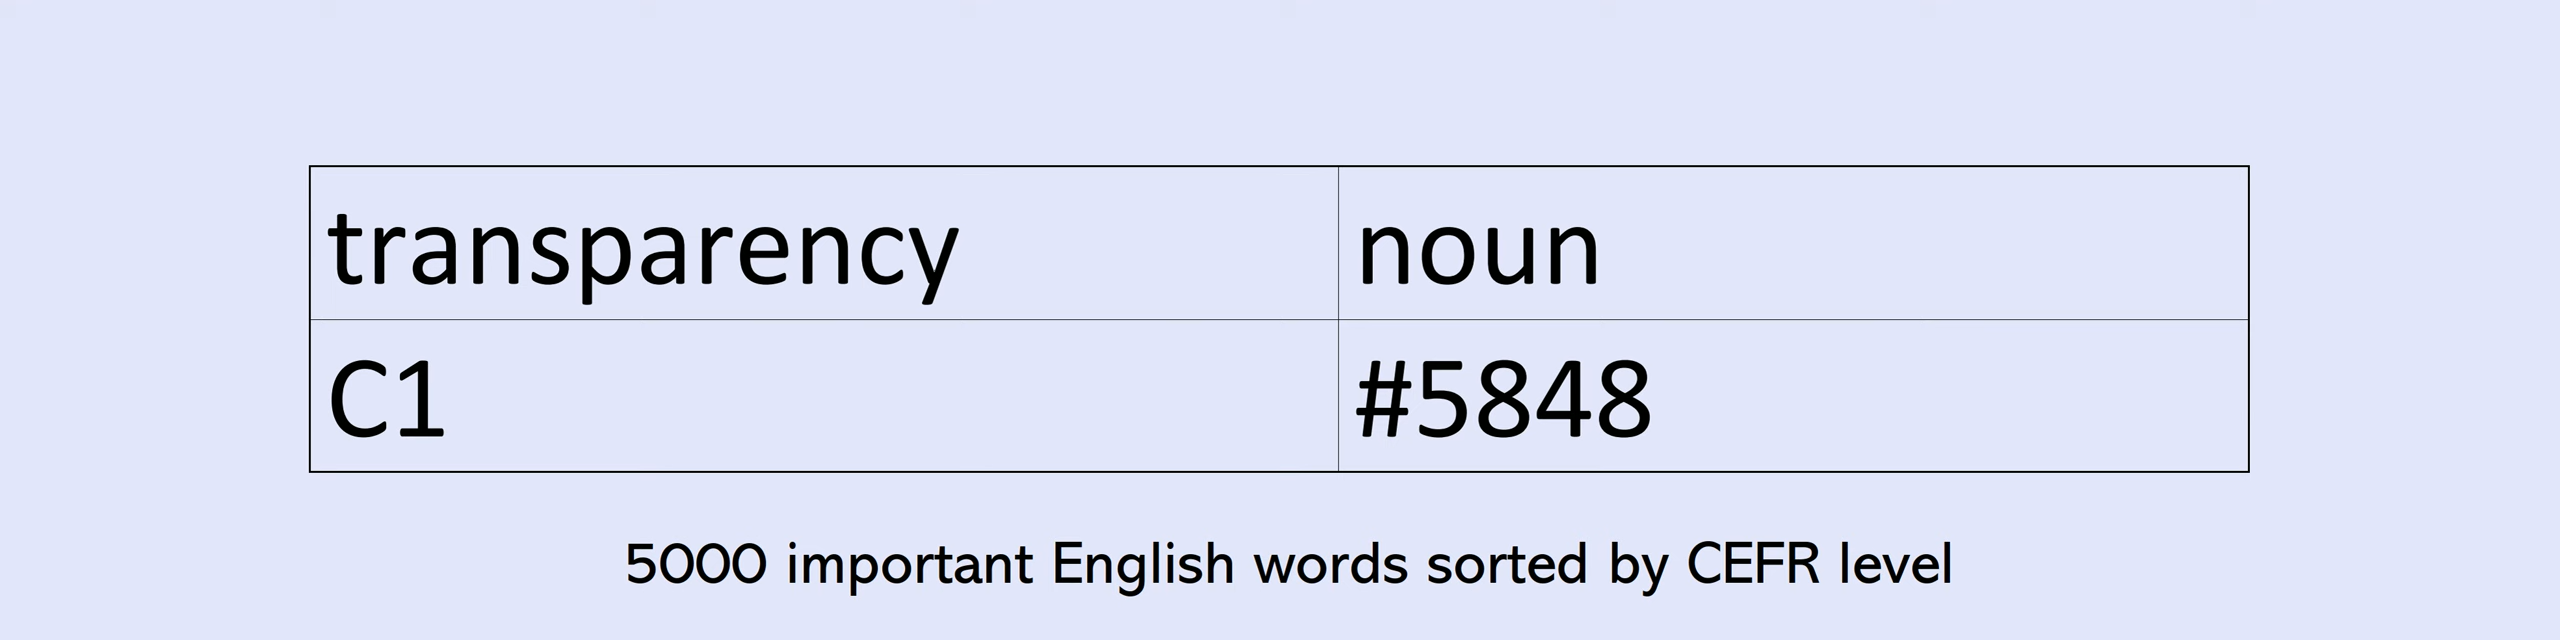 transparency noun
C1 #5848
5000 important English words sorted by CEFR level